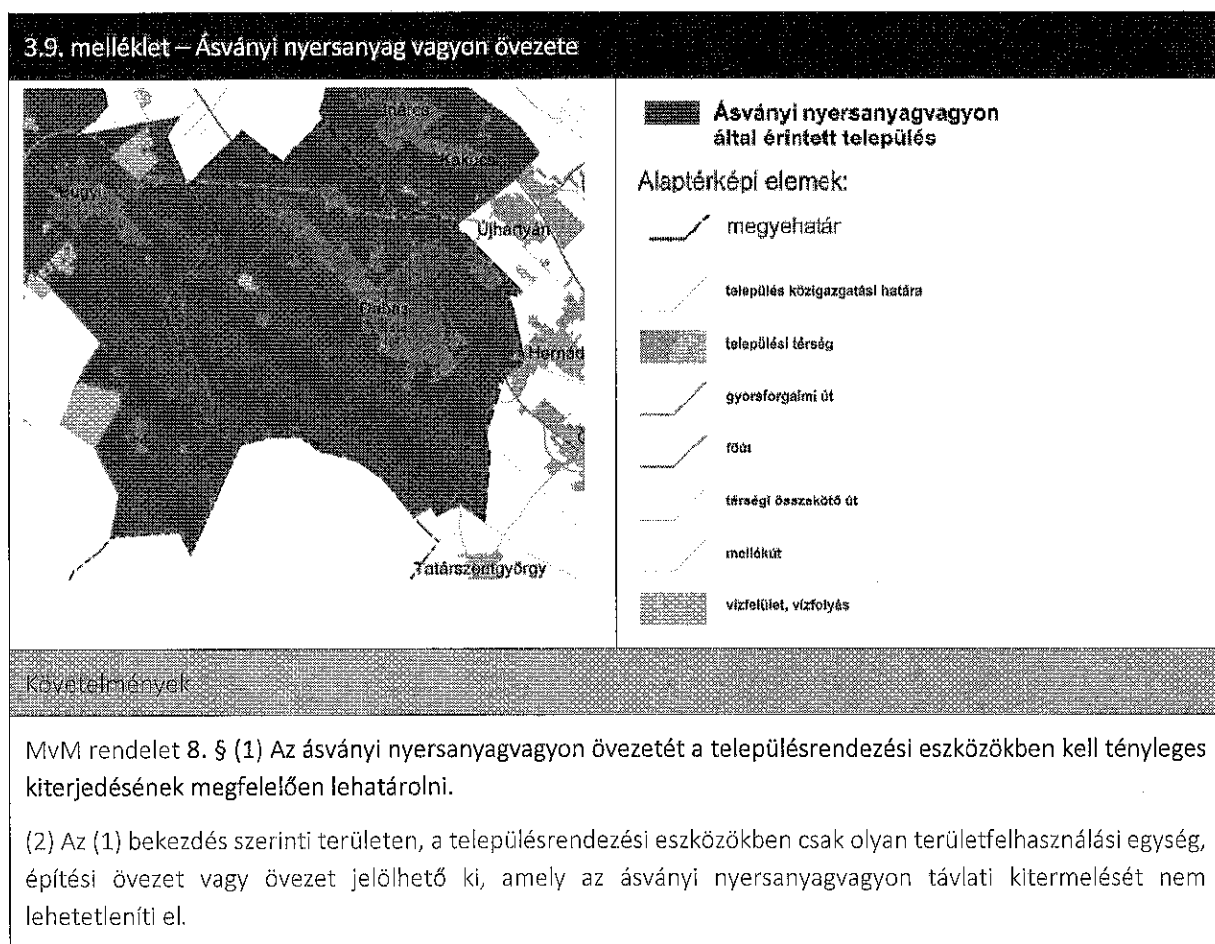 3.9. melléklet – Ásványi nyersanyag vagyon övezete
Kakucs
Újhartyán
Dabas
Hernád
Tatárszentgyörgy
Ásványi nyersanyagvagyon
által érintett település
Alaptérképi elemek:
megyehatár
település közigazgatási határa
települési térség
gyorsforgalmi út
főút
térségi összekötő út
mellékút
vízfelület, vízfolyás
Követelmények
MvM rendelet 8. § (1) Az ásványi nyersanyagvagyon övezetét a településrendezési eszközökben kell tényleges
kiterjedésének megfelelően lehatárolni.
(2) Az (1) bekezdés szerinti területen, a településrendezési eszközökben csak olyan területfelhasználási egység,
építési övezet vagy övezet jelölhető ki, amely az ásványi nyersanyagvagyon távlati kitermelését nem
lehetetleníti el.